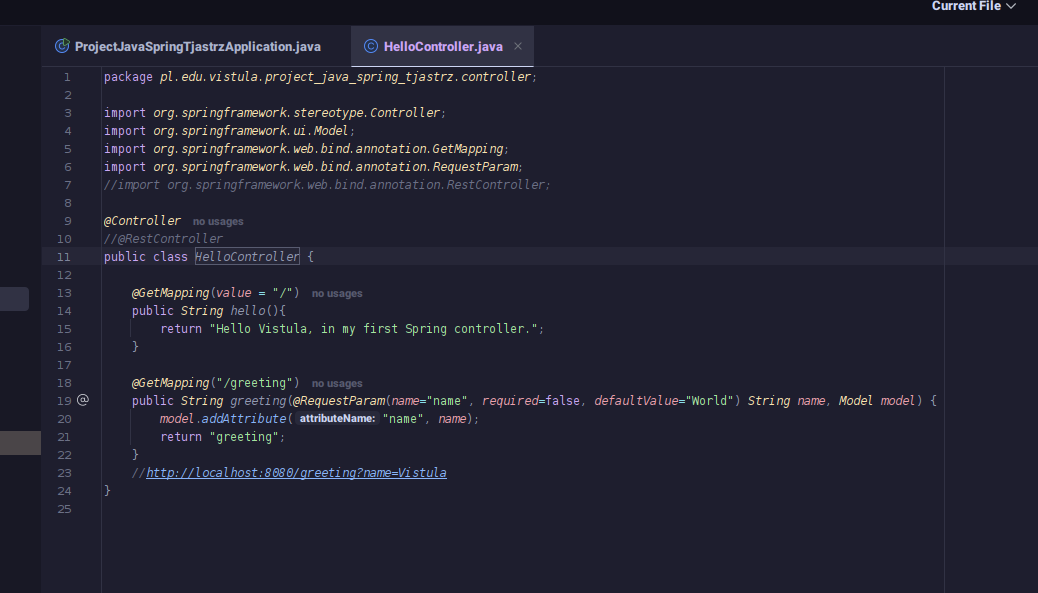 Current File
ProjectJavaSpringTjastrzApplication.java HelloController.java
1 package pl.edu.vistula.project_java_spring_tjastrz.controller;
2
3 import org.springframework.stereotype.Controller;
4 import org.springframework.ui.Model;
5 import org.springframework.web.bind.annotation.GetMapping;
6 import org.springframework.web.bind.annotation.RequestParam;
7 //import org.springframework.web.bind.annotation.RestController;
8
9 @Controller no usages
10 //@RestController
11 public class HelloController {
12
13 @GetMapping(value = "/") no usages
14 public String hello(){
15 return "Hello Vistula, in my first Spring controller.";
16 }
17
18 @GetMapping("/greeting") no usages
19 public String greeting(@RequestParam(name="name", required=false, defaultValue="World") String name, Model model) {
20 model.addAttribute( attributeName: "name", name);
21 return "greeting";
22 }
23 //http://localhost:8080/greeting?name=Vistula
24 }
25